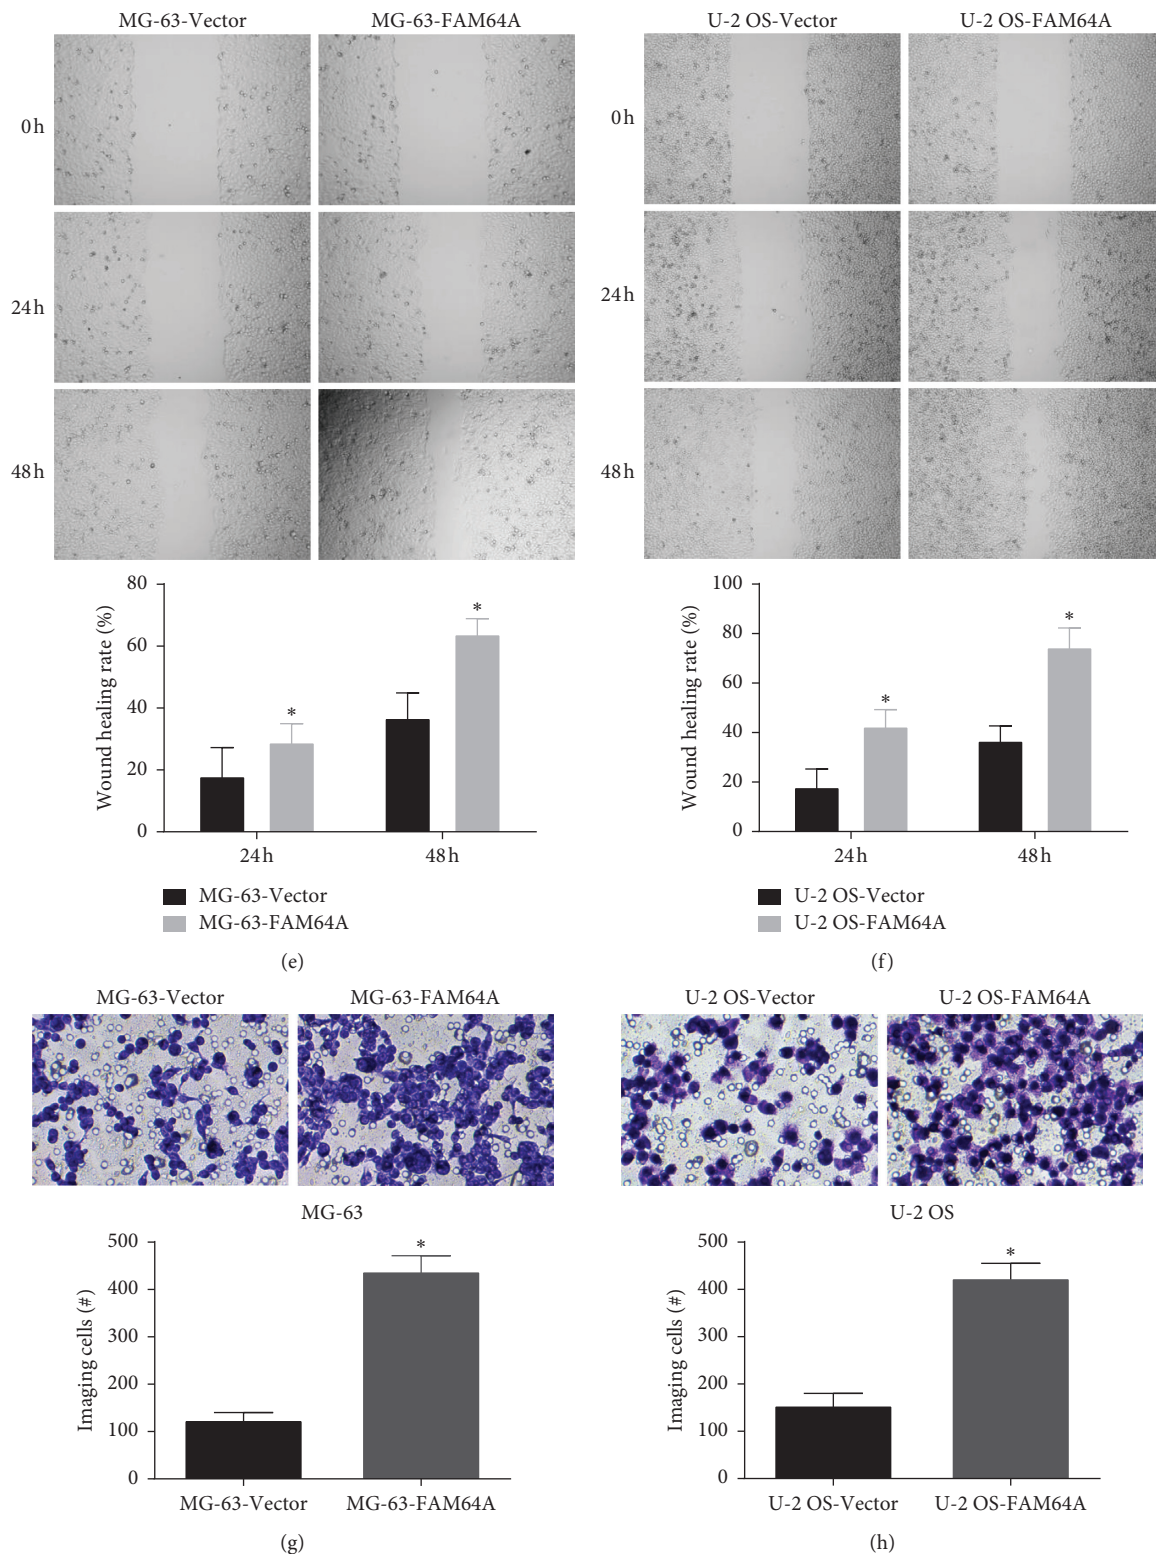 MG-63-Vector
MG-63-FAM64A
0h
24h
48h
U-2 OS-Vector
U-2 OS-FAM64A
0h
24h
48h
Wound healing rate (%)
80
60
40
20
0
*
*
24h
48h
MG-63-Vector
MG-63-FAM64A
(e)
Wound healing rate (%)
100
80
60
40
20
0
*
*
24h
48h
U-2 OS-Vector
U-2 OS-FAM64A
(f)
MG-63-Vector
MG-63-FAM64A
MG-63
Imaging cells (#)
500
400
300
200
100
0
*
MG-63-Vector
MG-63-FAM64A
(g)
U-2 OS-Vector
U-2 OS-FAM64A
U-2 OS
Imaging cells (#)
500
400
300
200
100
0
*
U-2 OS-Vector
U-2 OS-FAM64A
(h)